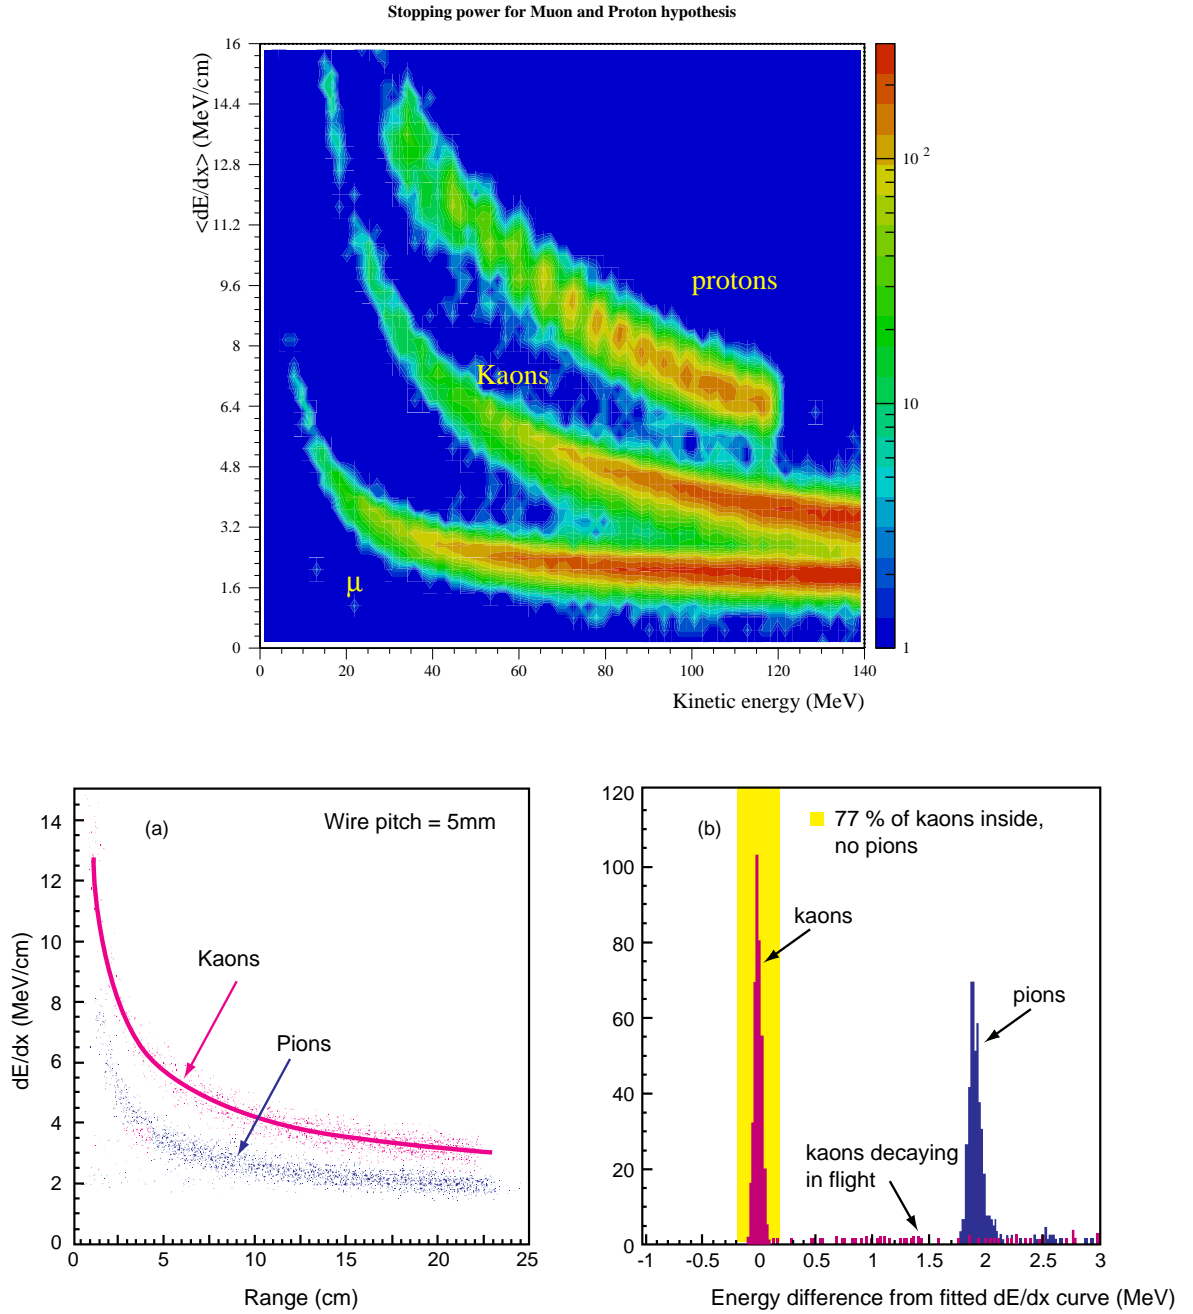 Stopping power for Muon and Proton hypothesis
<dE/dx> (MeV/cm)
16
14.4
12.8
11.2
9.6
8
6.4
4.8
3.2
1.6
0
protons
Kaons
μ
10 2
10
1
0 20 40 60 80 100 120 140
Kinetic energy (MeV)
(a)
Wire pitch = 5mm
Kaons
Pions
dE/dx (MeV/cm)
14
12
10
8
6
4
2
0
0 5 10 15 20 25
Range (cm)
(b)
77 % of kaons inside,
no pions
kaons
pions
kaons decaying
in flight
120
100
80
60
40
20
0
-1 0 1 1.5 2 2.5 3
Energy difference from fitted dE/dx curve (MeV)